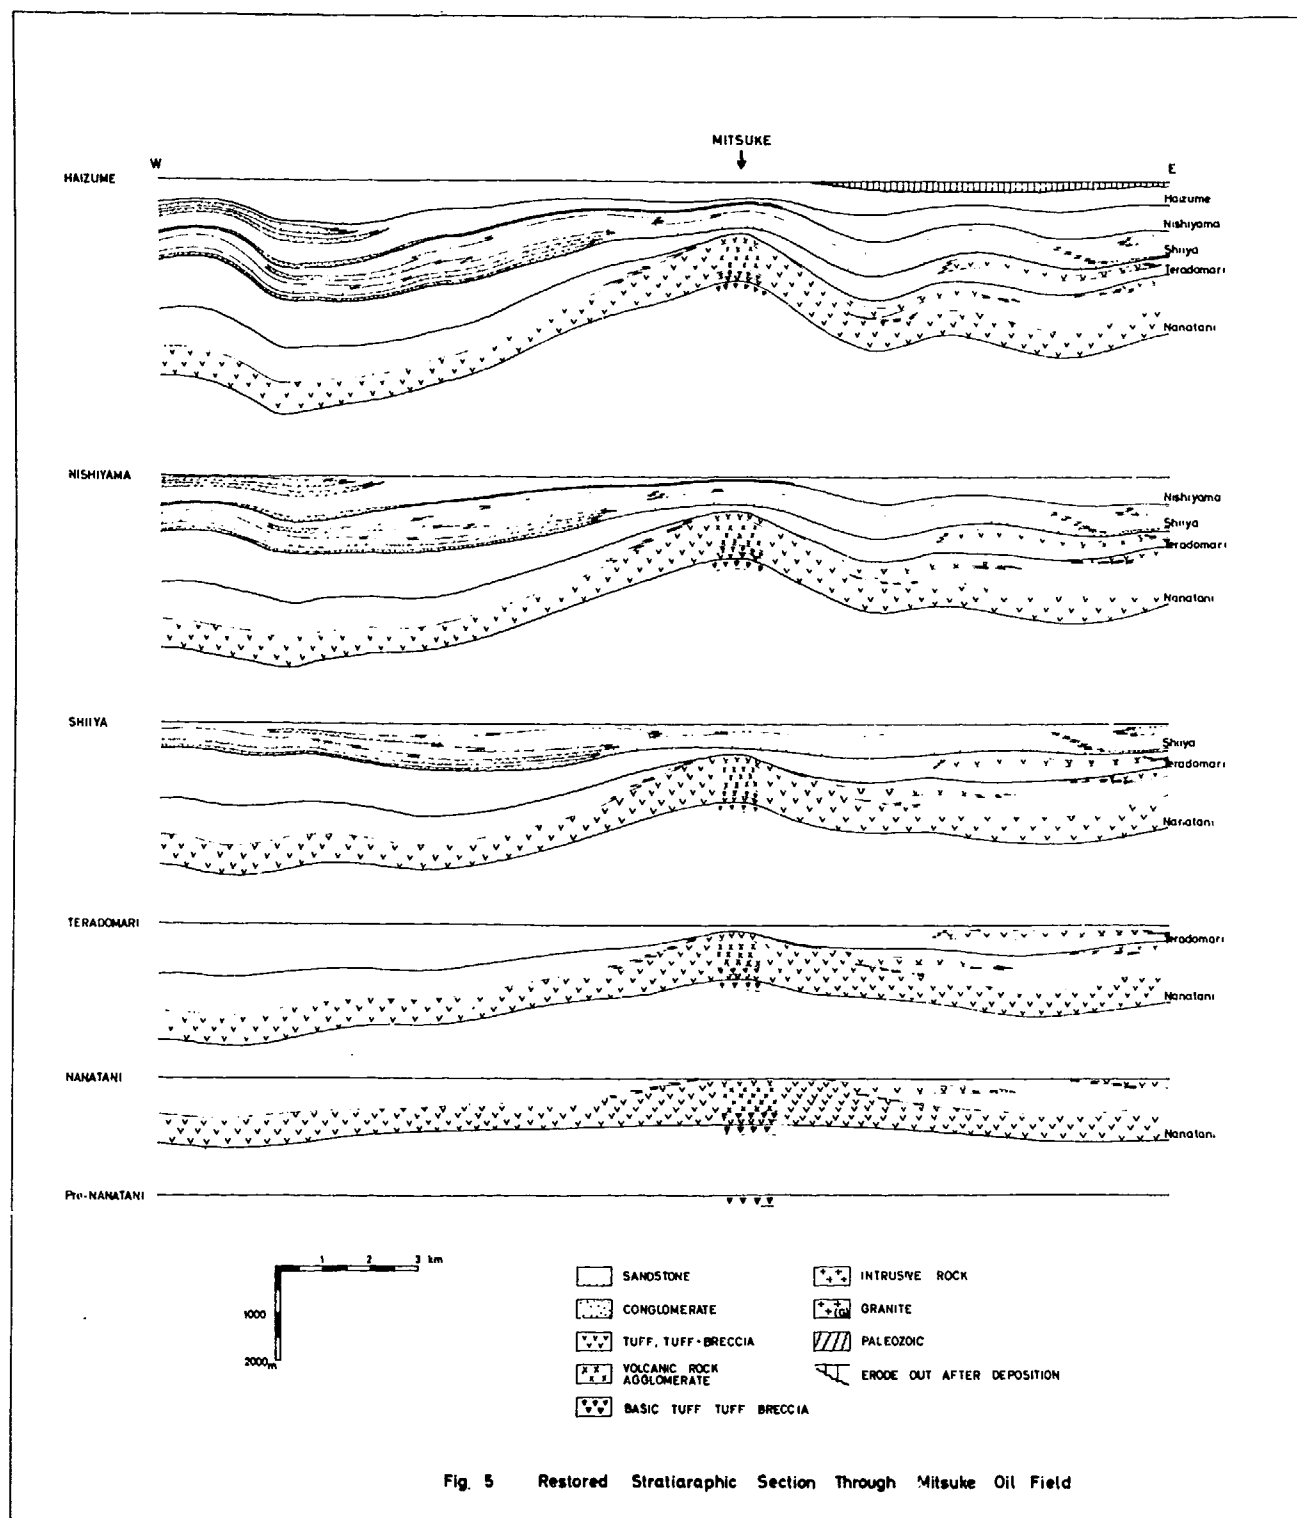 MITSUKE
W
E
HAIZUME
Haizume
Nishiyama
Shiiya
Teradomari
Nanatani
NISHIYAMA
Nishiyama
Shiiya
Teradomari
Nanatani
SHIIYA
Shiiya
Teradomari
Nanatani
TERADOMARI
Teradomari
Nanatani
NANATANI
Nanatani
Pre-NANATANI
1 2 3 km
1000
2000m
SANDSTONE
CONGLOMERATE
TUFF, TUFF-BRECCIA
VOLCANIC ROCK
AGGLOMERATE
BASIC TUFF TUFF BRECCIA
INTRUSIVE ROCK
(G) GRANITE
PALEOZOIC
ERODE OUT AFTER DEPOSITION
Fig. 5 Restored Stratiaraphic Section Through Mitsuke Oil Field